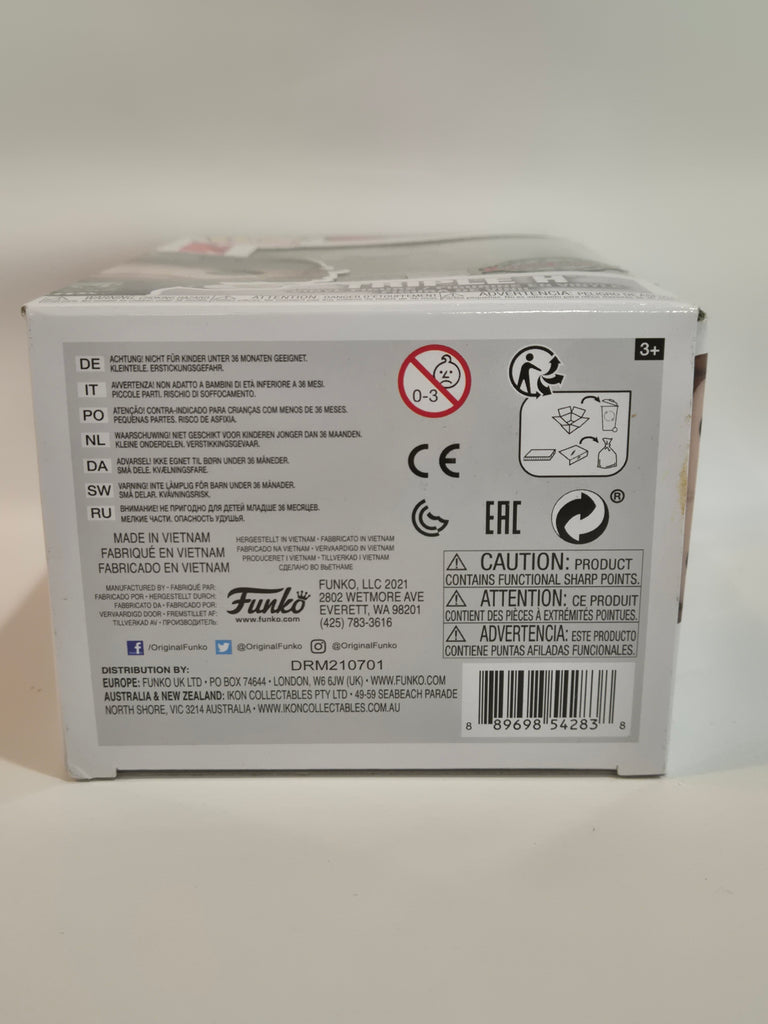 WARNING: CHOKING HAZARD
ATTENTION: DANGER D'ÉTOUFFEMENT
ADVERTENCIA: PELIGRO DE
3+
DE ACHTUNG! NICHT FÜR KINDER UNTER 36 MONATEN GEEIGNET.
KLEINTEILE. ERSTICKUNGSGEFAHR.
IT AVVERTENZA! NON ADATTO A BAMBINI DI ETÀ INFERIORE A 36 MESI.
PICCOLE PARTI. RISCHIO DI SOFFOCAMENTO.
PO ATENÇÃO! CONTRA-INDICADO PARA CRIANÇAS COM MENOS DE 36 MESES.
PEQUENAS PARTES. RISCO DE ASFIXIA.
NL WAARSCHUWING! NIET GESCHIKT VOOR KINDEREN JONGER DAN 36 MAANDEN.
KLEINE ONDERDELEN. VERSTIKKINGSGEVAAR.
DA ADVARSEL! IKKE EGNET TIL BØRN UNDER 36 MÅNEDER.
SMÅ DELE. KVÆLNINGSFARE.
SW VARNING! INTE LÄMPLIG FÖR BARN UNDER 36 MÅNADER.
SMÅ DELAR. KVÄVNINGSRISK.
RU ВНИМАНИЕ! НЕ ПРИГОДНО ДЛЯ ДЕТЕЙ МЛАДШЕ 36 МЕСЯЦЕВ.
МЕЛКИЕ ЧАСТИ. ОПАСНОСТЬ УДУШЬЯ.
0-3
CE
EAC
®
MADE IN VIETNAM
FABRIQUÉ EN VIETNAM
FABRICADO EN VIETNAM
HERGESTELLT IN VIETNAM • FABBRICATO IN VIETNAM
FABRICADO NA VIETNAM • VERVAARDIGD IN VIETNAM
PRODUCERET I VIETNAM • TILLVERKAD I VIETNAM
СДЕЛАНО ВО ВЬЕТНАМЕ
MANUFACTURED BY • FABRIQUÉ PAR:
FABRICADO POR • HERGESTELLT DURCH:
FABBRICATO DA • FABRICADO POR:
VERVAARDIGD DOOR • FREMSTILLET AF:
TILLVERKAD AV • ПРОИЗВОДИТЕЛЬ:
Funko
www.funko.com
FUNKO, LLC 2021
2802 WETMORE AVE
EVERETT, WA 98201
(425) 783-3616
/OriginalFunko @OriginalFunko @OriginalFunko
DRM210701
DISTRIBUTION BY:
EUROPE: FUNKO UK LTD • PO BOX 74644 • LONDON, W6 6JW (UK) • WWW.FUNKO.COM
AUSTRALIA & NEW ZEALAND: IKON COLLECTABLES PTY LTD • 49-59 SEABEACH PARADE
NORTH SHORE, VIC 3214 AUSTRALIA • WWW.IKONCOLLECTABLES.COM.AU
CAUTION: PRODUCT
CONTAINS FUNCTIONAL SHARP POINTS.
ATTENTION: CE PRODUIT
CONTIENT DES PIÈCES À EXTRÉMITÉS POINTUES.
ADVERTENCIA: ESTE PRODUCTO
CONTIENE PUNTAS AFILADAS FUNCIONALES.
8 89698 54283 8